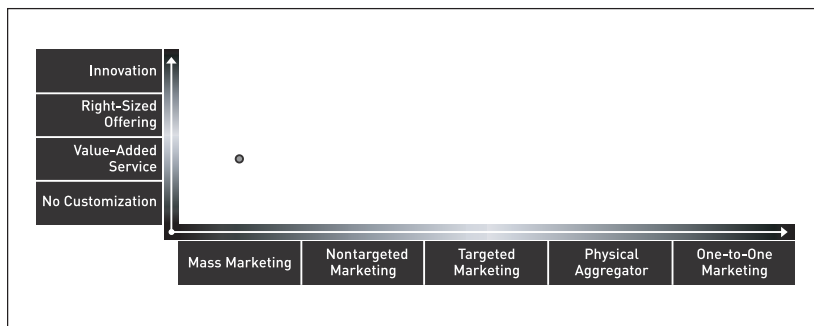 Innovation
Right-Sized
Offering
Value-Added
Service
No Customization
Mass Marketing
Nontargeted
Marketing
Targeted
Marketing
Physical
Aggregator
One-to-One
Marketing